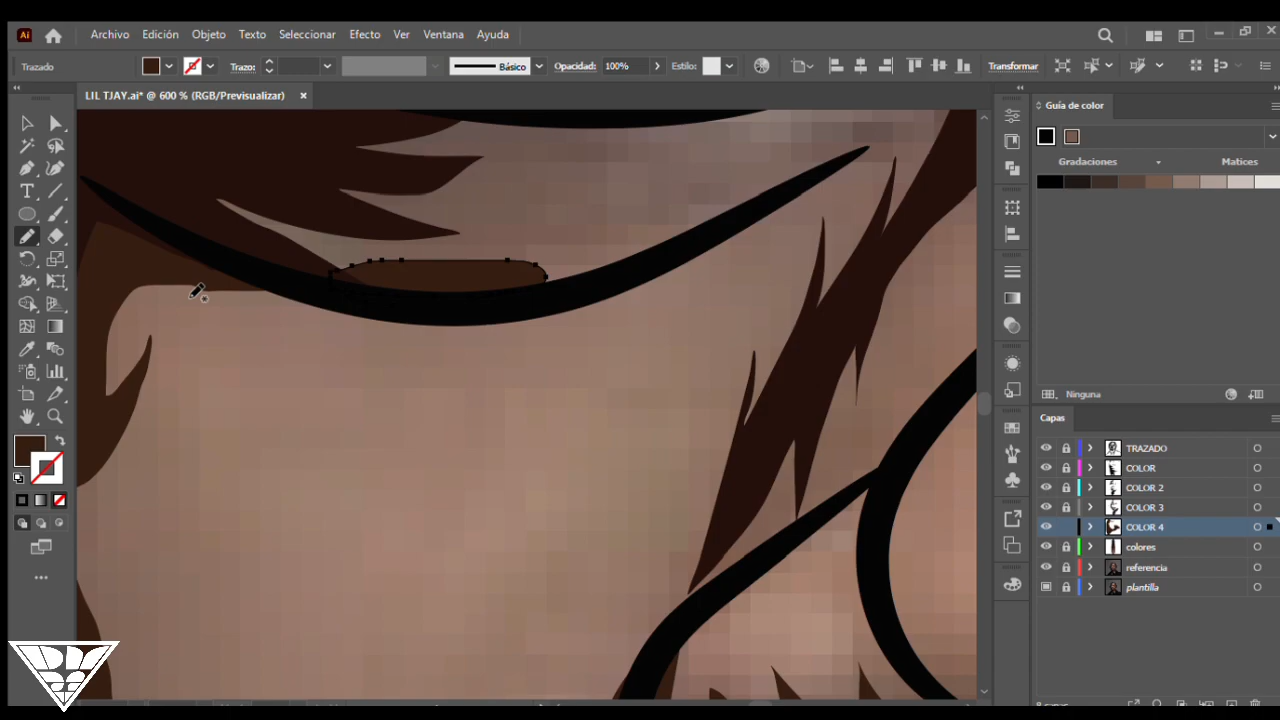 Ai
Archivo Edición Objeto Texto Seleccionar Efecto Ver Ventana Ayuda
Trazado Trazo: Básico Opacidad: 100% Estilo: Transformar
LIL TJAY.ai* @ 600 % (RGB/Previsualizar)
Guía de color
Gradaciones Matices
Ninguna
Capas
TRAZADO
COLOR
COLOR 2
COLOR 3
COLOR 4
colores
referencia
plantilla